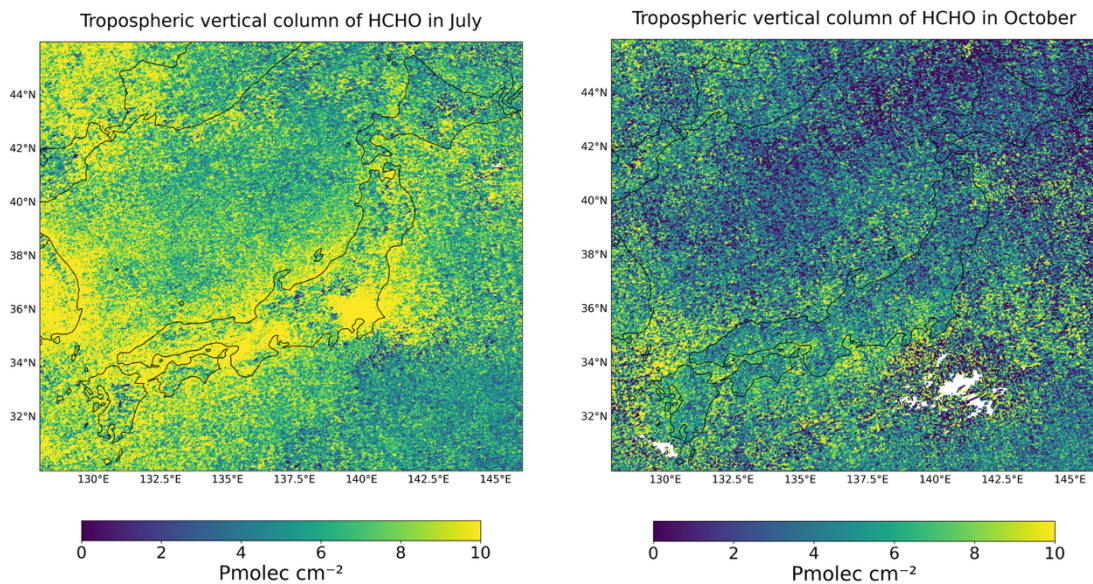 Tropospheric vertical column of HCHO in July
44°N
42°N
40°N
38°N
36°N
34°N
32°N
130°E 132.5°E 135°E 137.5°E 140°E 142.5°E 145°E
0 2 4 6 8 10
Pmolec cm⁻²
Tropospheric vertical column of HCHO in October
44°N
42°N
40°N
38°N
36°N
34°N
32°N
130°E 132.5°E 135°E 137.5°E 140°E 142.5°E 145°E
0 2 4 6 8 10
Pmolec cm⁻²